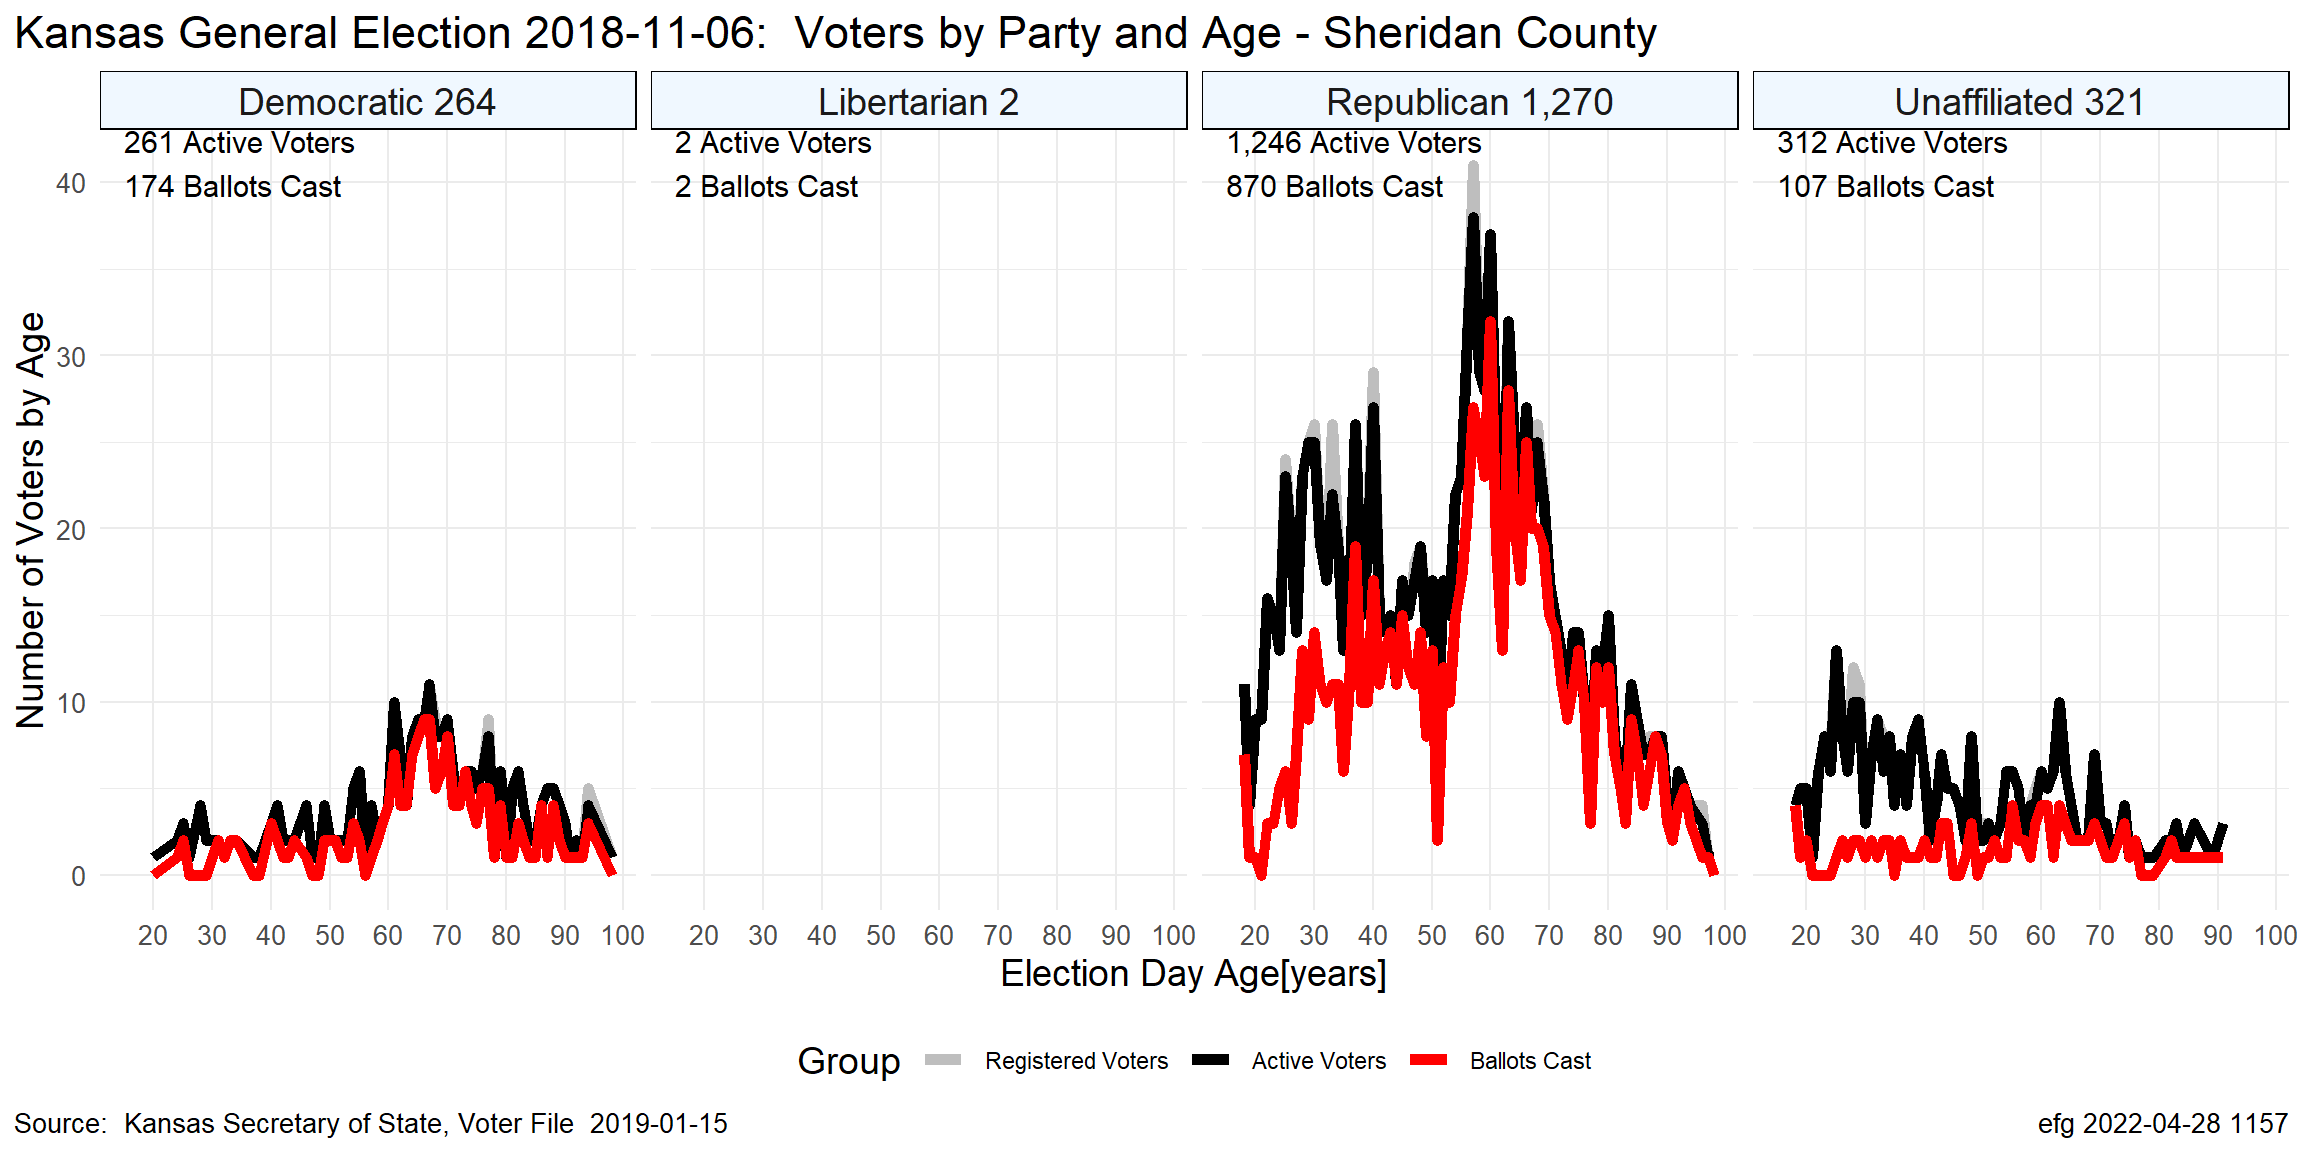 Kansas General Election 2018-11-06:  Voters by Party and Age - Sheridan County
Democratic 264
Libertarian 2
Republican 1,270
Unaffiliated 321
261 Active Voters
174 Ballots Cast
2 Active Voters
2 Ballots Cast
1,246 Active Voters
870 Ballots Cast
312 Active Voters
107 Ballots Cast
Number of Voters by Age
40
30
20
10
0
20 30 40 50 60 70 80 90 100
20 30 40 50 60 70 80 90 100
20 30 40 50 60 70 80 90 100
20 30 40 50 60 70 80 90 100
Election Day Age[years]
Group Registered Voters Active Voters Ballots Cast
Source:  Kansas Secretary of State, Voter File  2019-01-15
efg 2022-04-28 1157